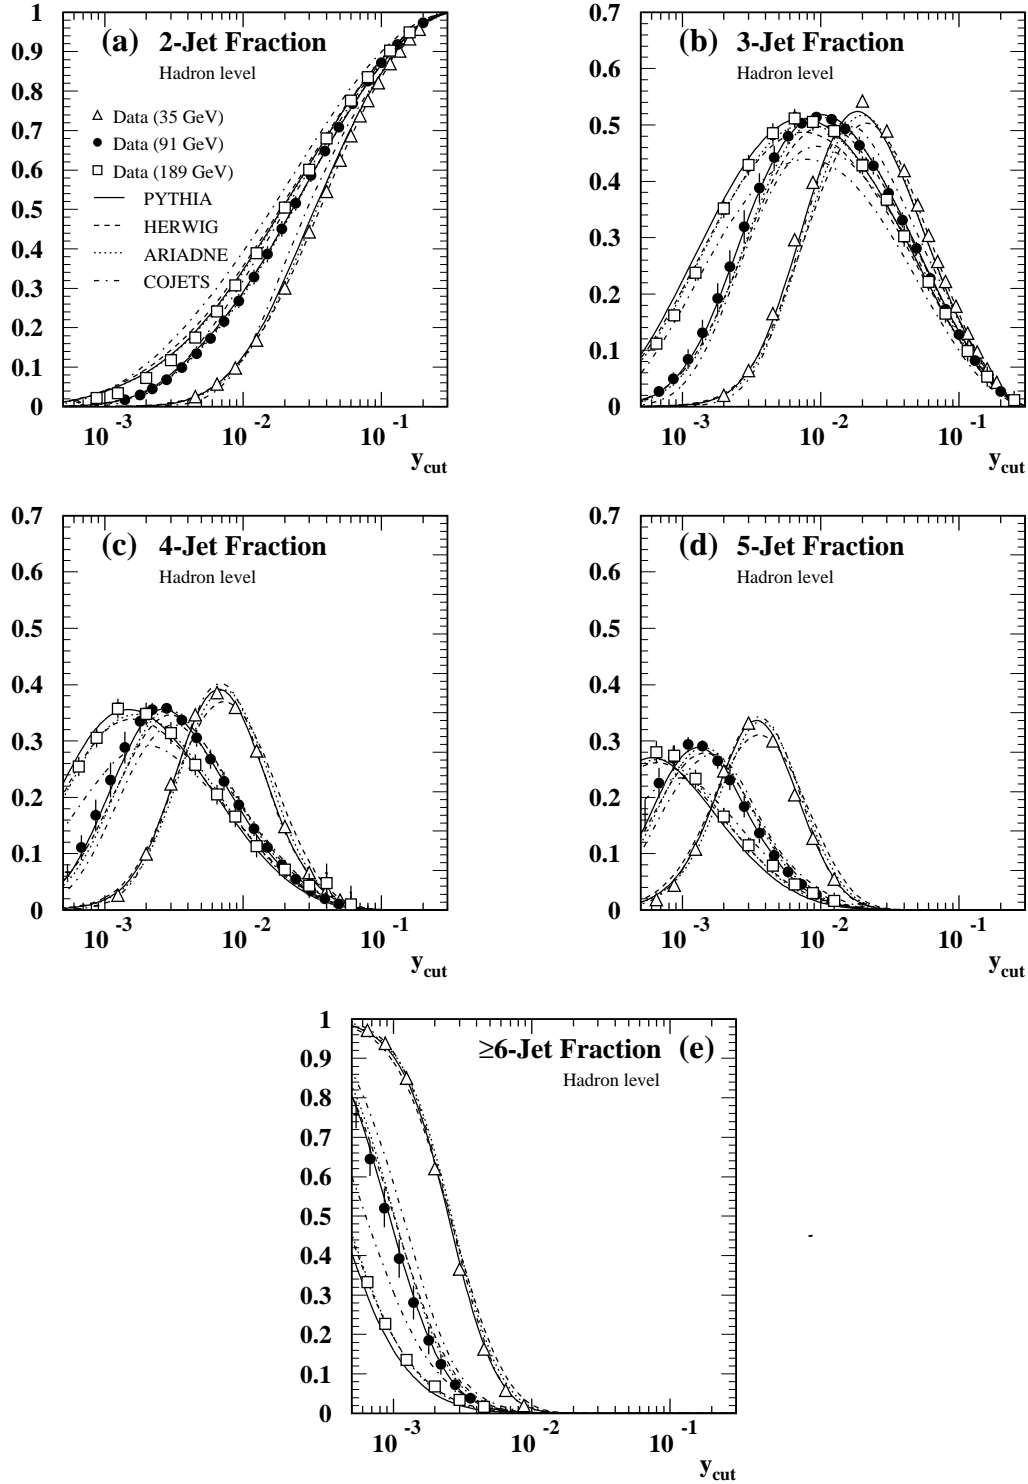 (a) 2-Jet Fraction
Hadron level
Data (35 GeV)
Data (91 GeV)
Data (189 GeV)
PYTHIA
HERWIG
ARIADNE
COJETS
1
0.9
0.8
0.7
0.6
0.5
0.4
0.3
0.2
0.1
0
10⁻³ 10⁻² 10⁻¹
y_cut
(b) 3-Jet Fraction
Hadron level
0.7
0.6
0.5
0.4
0.3
0.2
0.1
0
10⁻³ 10⁻² 10⁻¹
y_cut
(c) 4-Jet Fraction
Hadron level
0.7
0.6
0.5
0.4
0.3
0.2
0.1
0
10⁻³ 10⁻² 10⁻¹
y_cut
(d) 5-Jet Fraction
Hadron level
0.7
0.6
0.5
0.4
0.3
0.2
0.1
0
10⁻³ 10⁻² 10⁻¹
y_cut
≥6-Jet Fraction (e)
Hadron level
1
0.9
0.8
0.7
0.6
0.5
0.4
0.3
0.2
0.1
0
10⁻³ 10⁻² 10⁻¹
y_cut